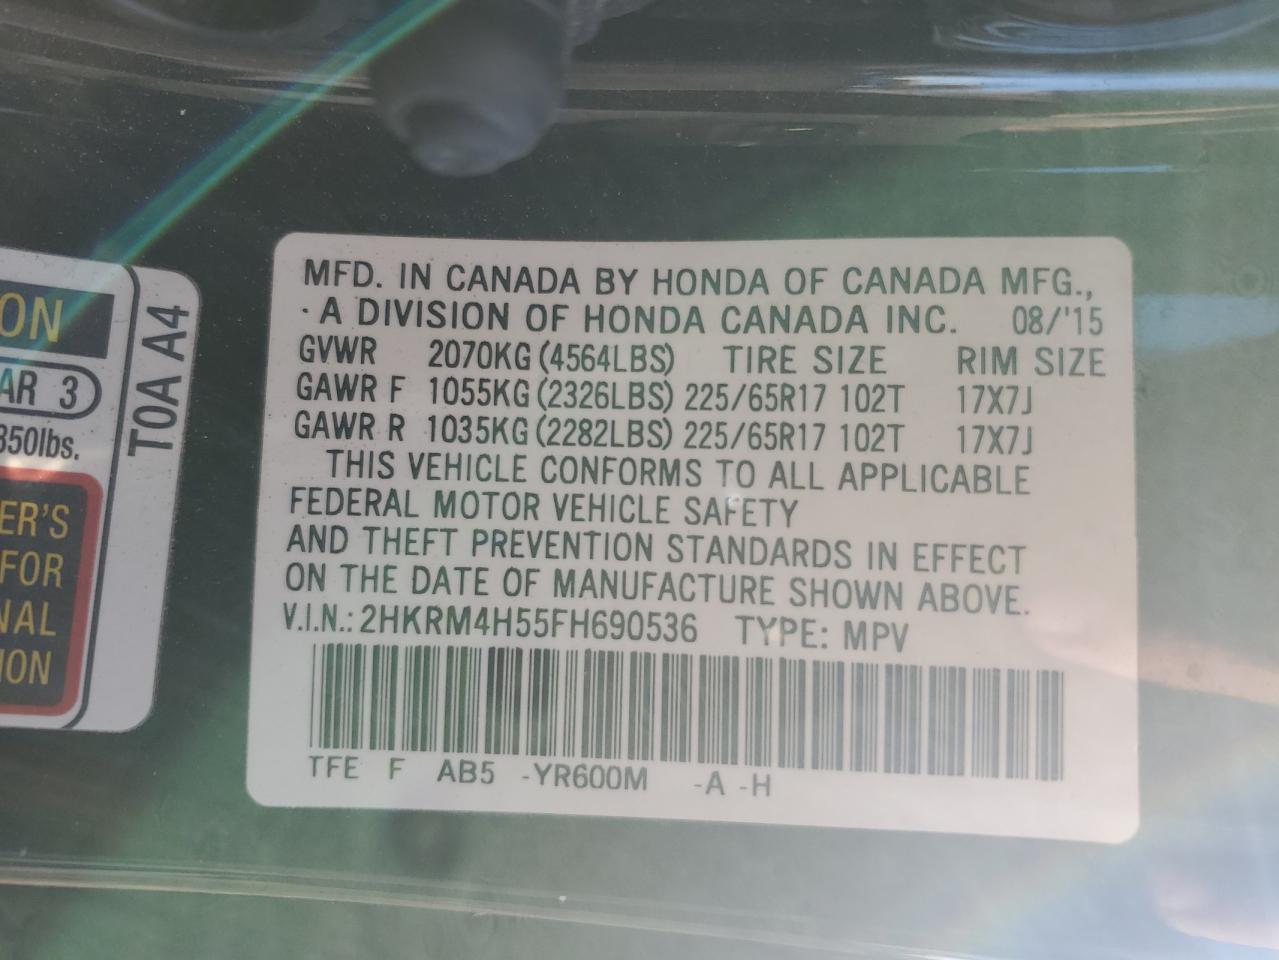 ON
AR 3
350lbs.
ER'S
FOR
NAL
ION
T0A A4
MFD. IN CANADA BY HONDA OF CANADA MFG.,
A DIVISION OF HONDA CANADA INC. 08/'15
GVWR 2070KG (4564LBS) TIRE SIZE RIM SIZE
GAWR F 1055KG (2326LBS) 225/65R17 102T 17X7J
GAWR R 1035KG (2282LBS) 225/65R17 102T 17X7J
THIS VEHICLE CONFORMS TO ALL APPLICABLE
FEDERAL MOTOR VEHICLE SAFETY
AND THEFT PREVENTION STANDARDS IN EFFECT
ON THE DATE OF MANUFACTURE SHOWN ABOVE.
V.I.N.: 2HKRM4H55FH690536 TYPE: MPV
TFE F AB5 -YR600M -A -H